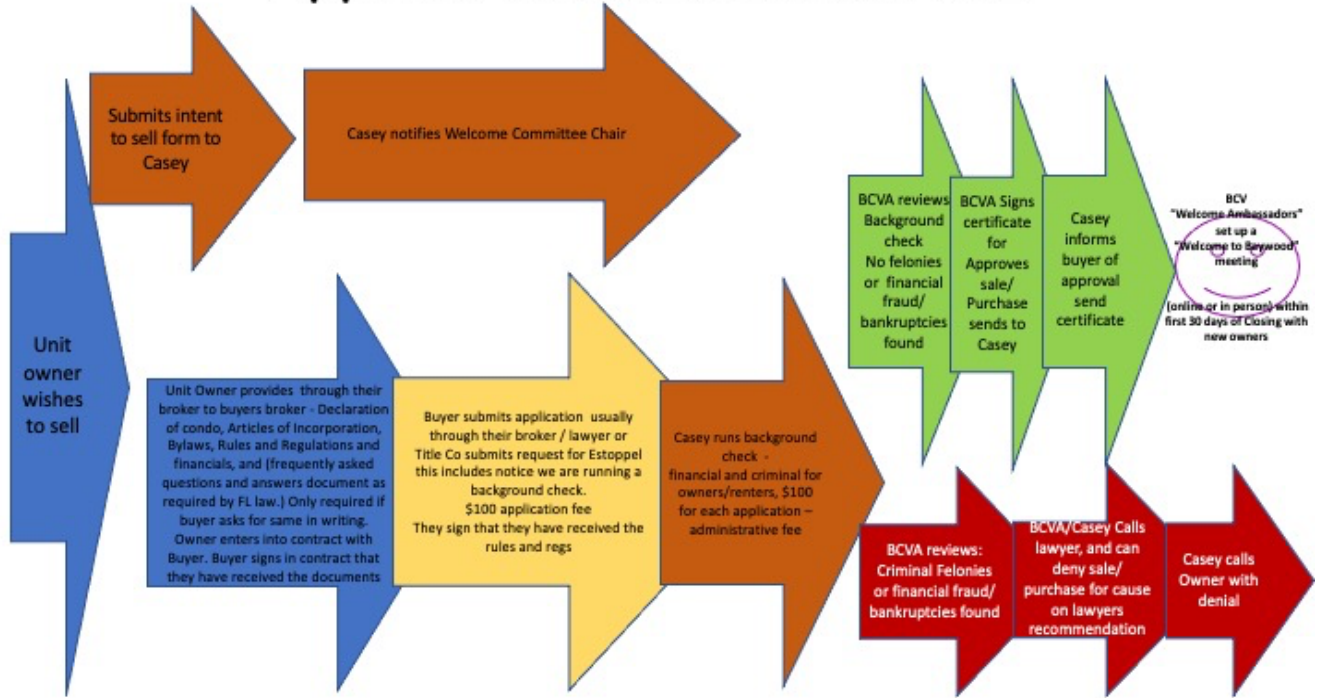 Unit
owner
wishes
to sell
Submits intent
to sell form to
Casey
Casey notifies Welcome Committee Chair
Unit Owner provides through their
broker to buyers broker - Declaration
of condo, Articles of Incorporation,
Bylaws, Rules and Regulations and
financials, and (frequently asked
questions and answers document as
required by FL law.) Only required if
buyer asks for same in writing.
Owner enters into contract with
Buyer. Buyer signs in contract that
they have received the documents
Buyer submits application usually
through their broker / lawyer or
Title Co submits request for Estoppel
this includes notice we are running a
background check.
$100 application fee
They sign that they have received the
rules and regs
Casey runs background
check -
financial and criminal for
owners/renters, $100
for each application –
administrative fee
BCVA reviews
Background
check
No felonies
or financial
fraud/
bankruptcies
found
BCVA Signs
certificate
for
Approves
sale/
Purchase
sends to
Casey
Casey
informs
buyer of
approval
send
certificate
BCV
"Welcome Ambassadors"
set up a
"Welcome to Baywood"
meeting
(online or in person) within
first 30 days of Closing with
new owners
BCVA reviews:
Criminal Felonies
or financial fraud/
bankruptcies found
BCVA/Casey Calls
lawyer, and can
deny sale/
purchase for cause
on lawyers
recommendation
Casey calls
Owner with
denial